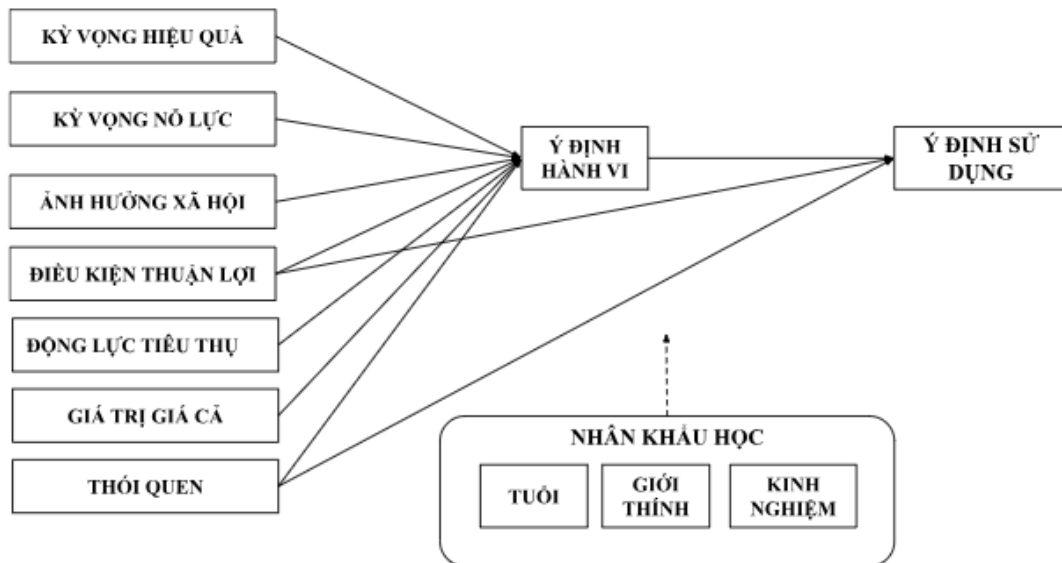 KỲ VỌNG HIỆU QUẢ
KỲ VỌNG NỖ LỰC
ẢNH HƯỞNG XÃ HỘI
ĐIỀU KIỆN THUẬN LỢI
ĐỘNG LỰC TIÊU THỤ
GIÁ TRỊ GIÁ CẢ
THÓI QUEN
Ý ĐỊNH
HÀNH VI
Ý ĐỊNH SỬ
DỤNG
NHÂN KHẨU HỌC
TUỔI
GIỚI
THÍNH
KINH
NGHIỆM